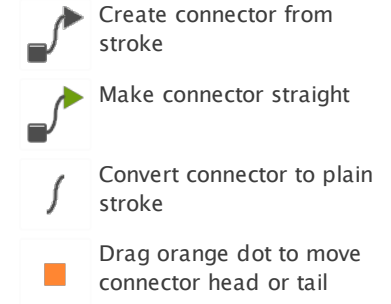 Create connector from
stroke
Make connector straight
Convert connector to plain
stroke
Drag orange dot to move
connector head or tail